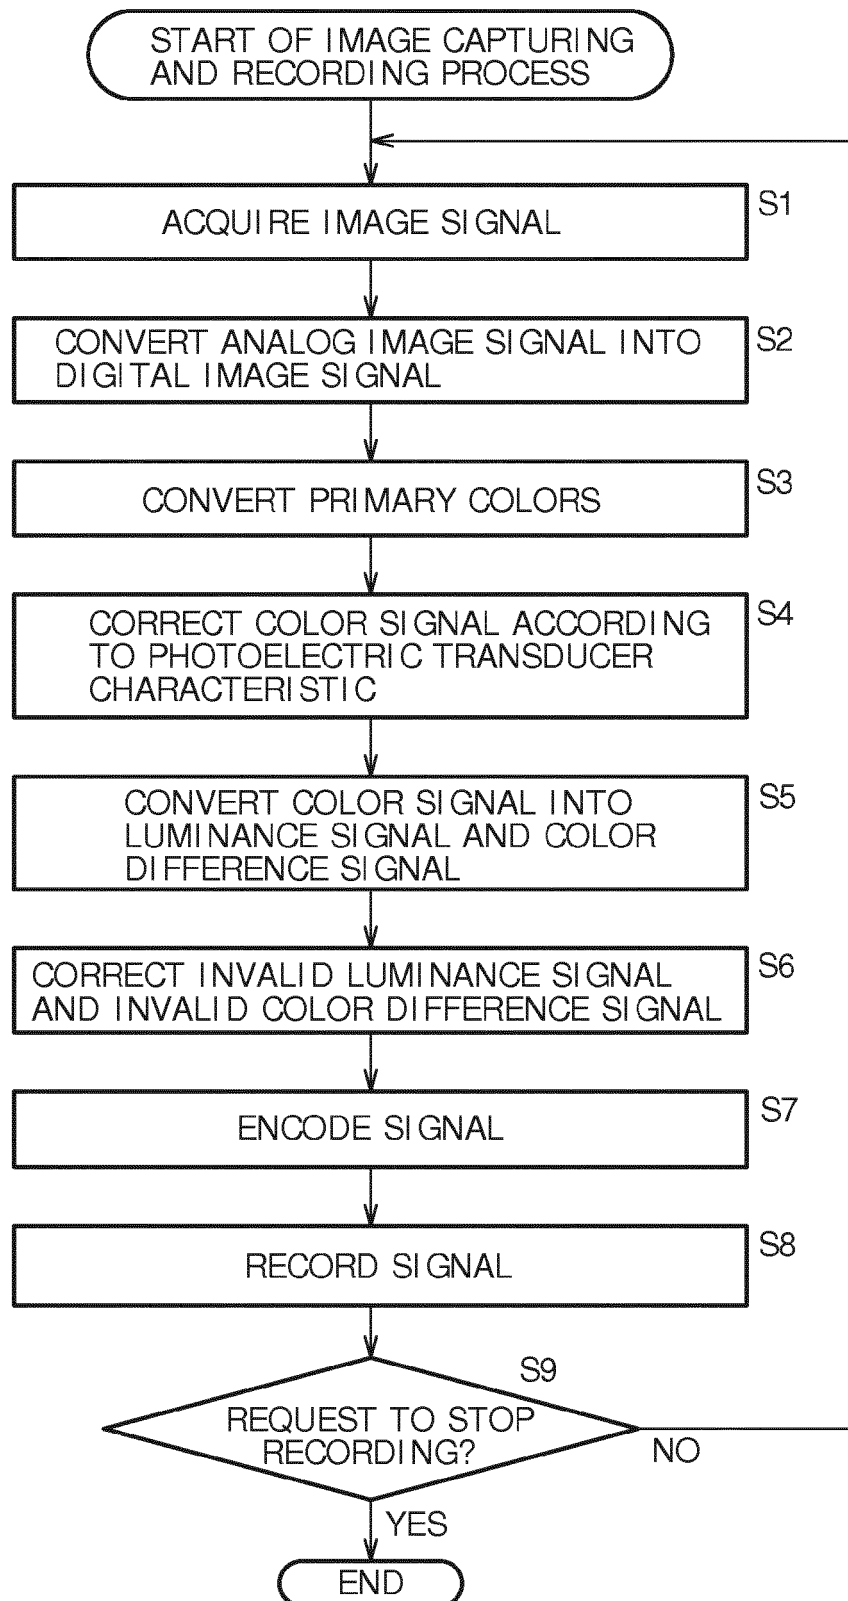 START OF IMAGE CAPTURING
AND RECORDING PROCESS
S1
ACQUIRE IMAGE SIGNAL
S2
CONVERT ANALOG IMAGE SIGNAL INTO
DIGITAL IMAGE SIGNAL
S3
CONVERT PRIMARY COLORS
S4
CORRECT COLOR SIGNAL ACCORDING
TO PHOTOELECTRIC TRANSDUCER
CHARACTERISTIC
S5
CONVERT COLOR SIGNAL INTO
LUMINANCE SIGNAL AND COLOR
DIFFERENCE SIGNAL
S6
CORRECT INVALID LUMINANCE SIGNAL
AND INVALID COLOR DIFFERENCE SIGNAL
S7
ENCODE SIGNAL
S8
RECORD SIGNAL
S9
REQUEST TO STOP
RECORDING?
NO
YES
END